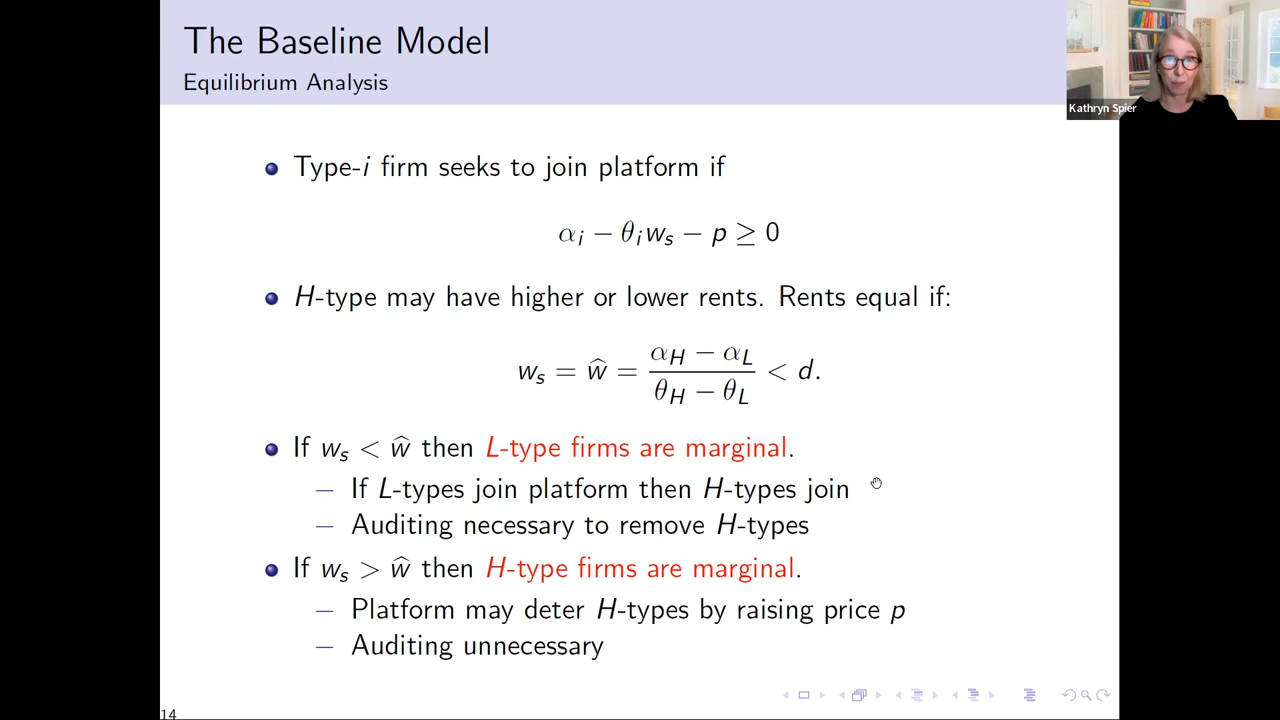 The Baseline Model
Equilibrium Analysis
Kathryn Spier
Type-i firm seeks to join platform if
α_i − θ_i w_s − p ≥ 0
H-type may have higher or lower rents. Rents equal if:
w_s = ŵ = (α_H − α_L) / (θ_H − θ_L) < d.
If w_s < ŵ then L-type firms are marginal.
– If L-types join platform then H-types join
– Auditing necessary to remove H-types
If w_s > ŵ then H-type firms are marginal.
– Platform may deter H-types by raising price p
– Auditing unnecessary
14